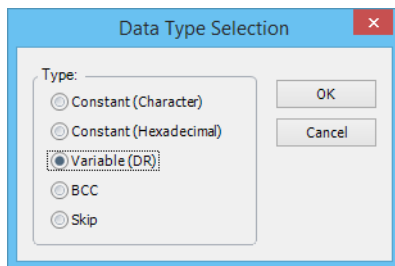 Data Type Selection
Type:
Constant (Character)
Constant (Hexadecimal)
Variable (DR)
BCC
Skip
OK
Cancel